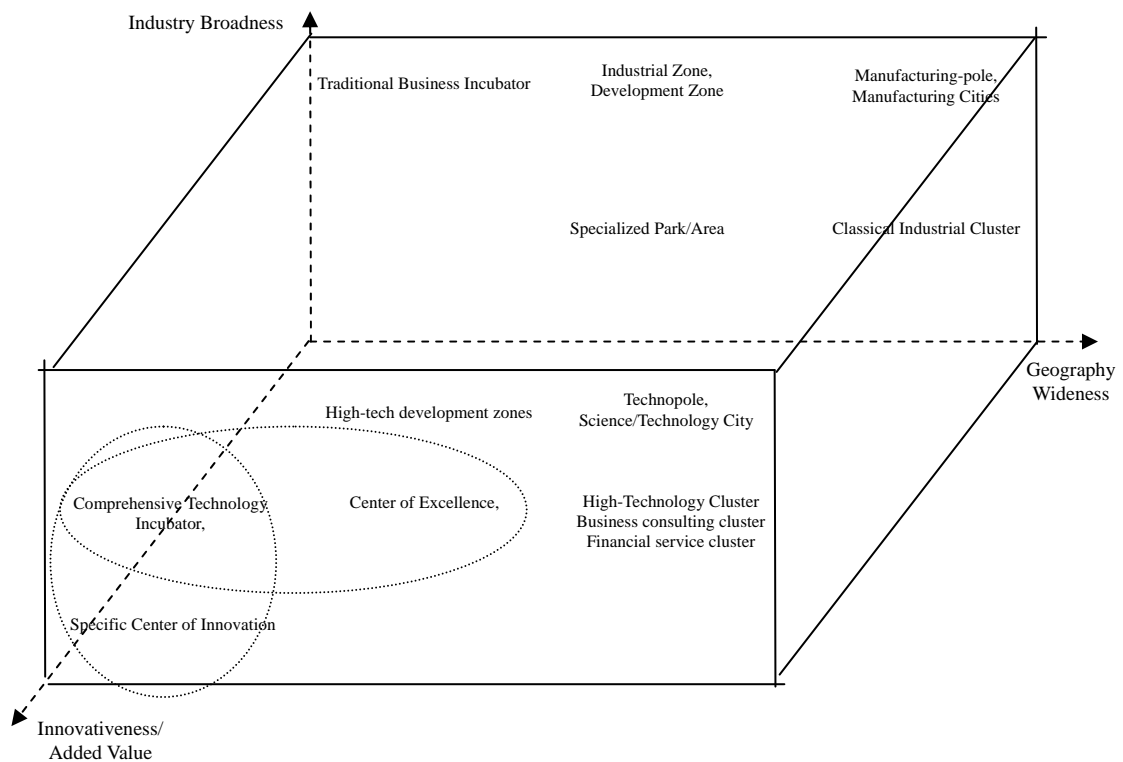 Industry Broadness
Traditional Business Incubator
Industrial Zone,
Development Zone
Manufacturing-pole,
Manufacturing Cities
Specialized Park/Area
Classical Industrial Cluster
Geography
Wideness
High-tech development zones
Technopole,
Science/Technology City
Comprehensive Technology
Incubator,
Center of Excellence,
High-Technology Cluster
Business consulting cluster
Financial service cluster
Specific Center of Innovation
Innovativeness/
Added Value